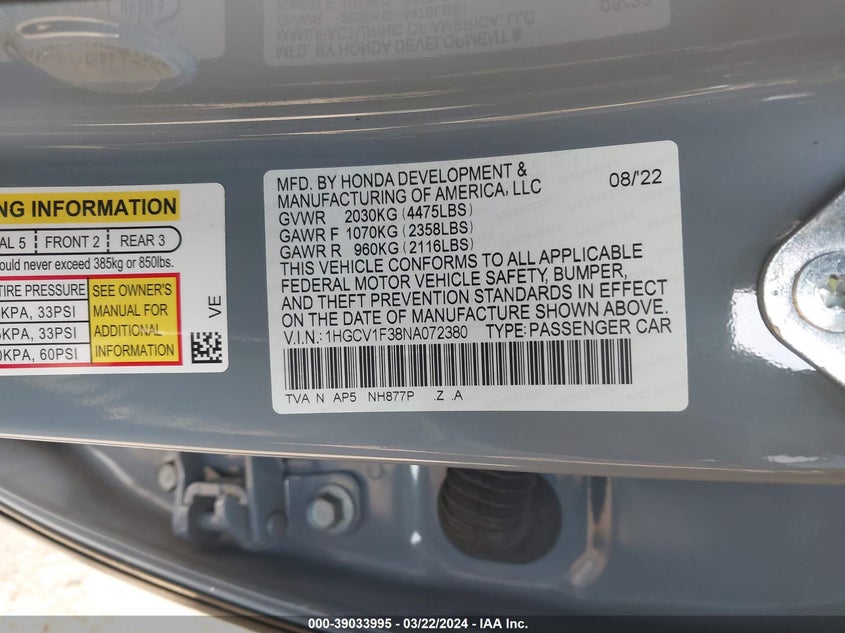 MFD. BY HONDA DEVELOPMENT &
MANUFACTURING OF AMERICA, LLC 08/'22
GVWR 2030KG (4475LBS)
GAWR F 1070KG (2358LBS)
GAWR R 960KG (2116LBS)
THIS VEHICLE CONFORMS TO ALL APPLICABLE
FEDERAL MOTOR VEHICLE SAFETY, BUMPER,
AND THEFT PREVENTION STANDARDS IN EFFECT
ON THE DATE OF MANUFACTURE SHOWN ABOVE.
V.I.N.: 1HGCV1F38NA072380 TYPE: PASSENGER CAR
TVA N AP5 NH877P .Z .A
INFORMATION
5 FRONT 2 REAR 3
never exceed 385kg or 850lbs.
PRESSURE
KPA, 33PSI
KPA, 33PSI
KPA, 60PSI
SEE OWNER'S
MANUAL FOR
ADDITIONAL
INFORMATION
VE
000-39033995 - 03/22/2024 - IAA Inc.